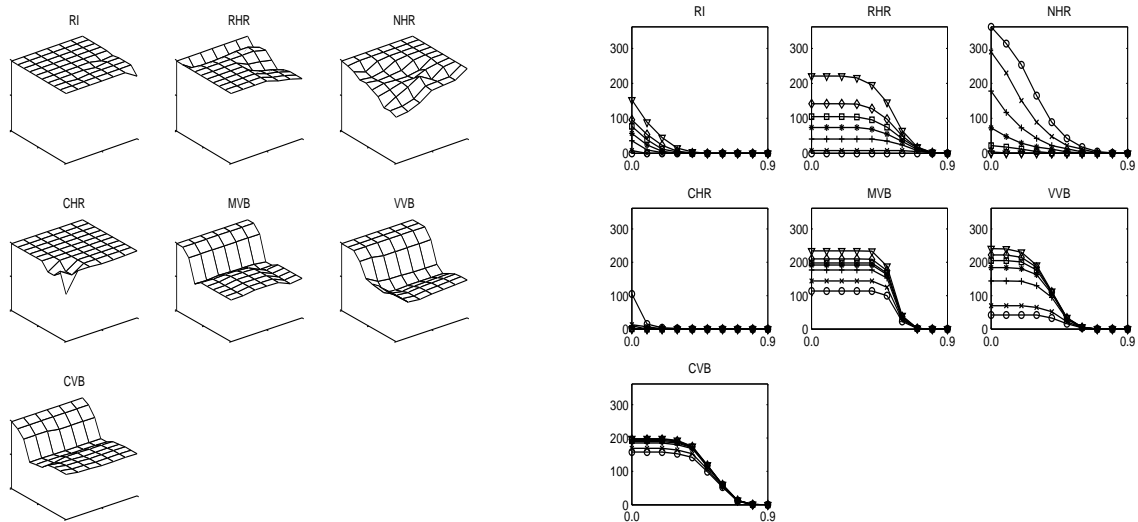 RI RHR NHR
CHR MVB VVB
CVB
RI RHR NHR
300 300 300
200 200 200
100 100 100
0 0 0
0.0 0.9 0.0 0.9 0.0 0.9
CHR MVB VVB
300 300 300
200 200 200
100 100 100
0 0 0
0.0 0.9 0.0 0.9 0.0 0.9
CVB
300
200
100
0
0.0 0.9